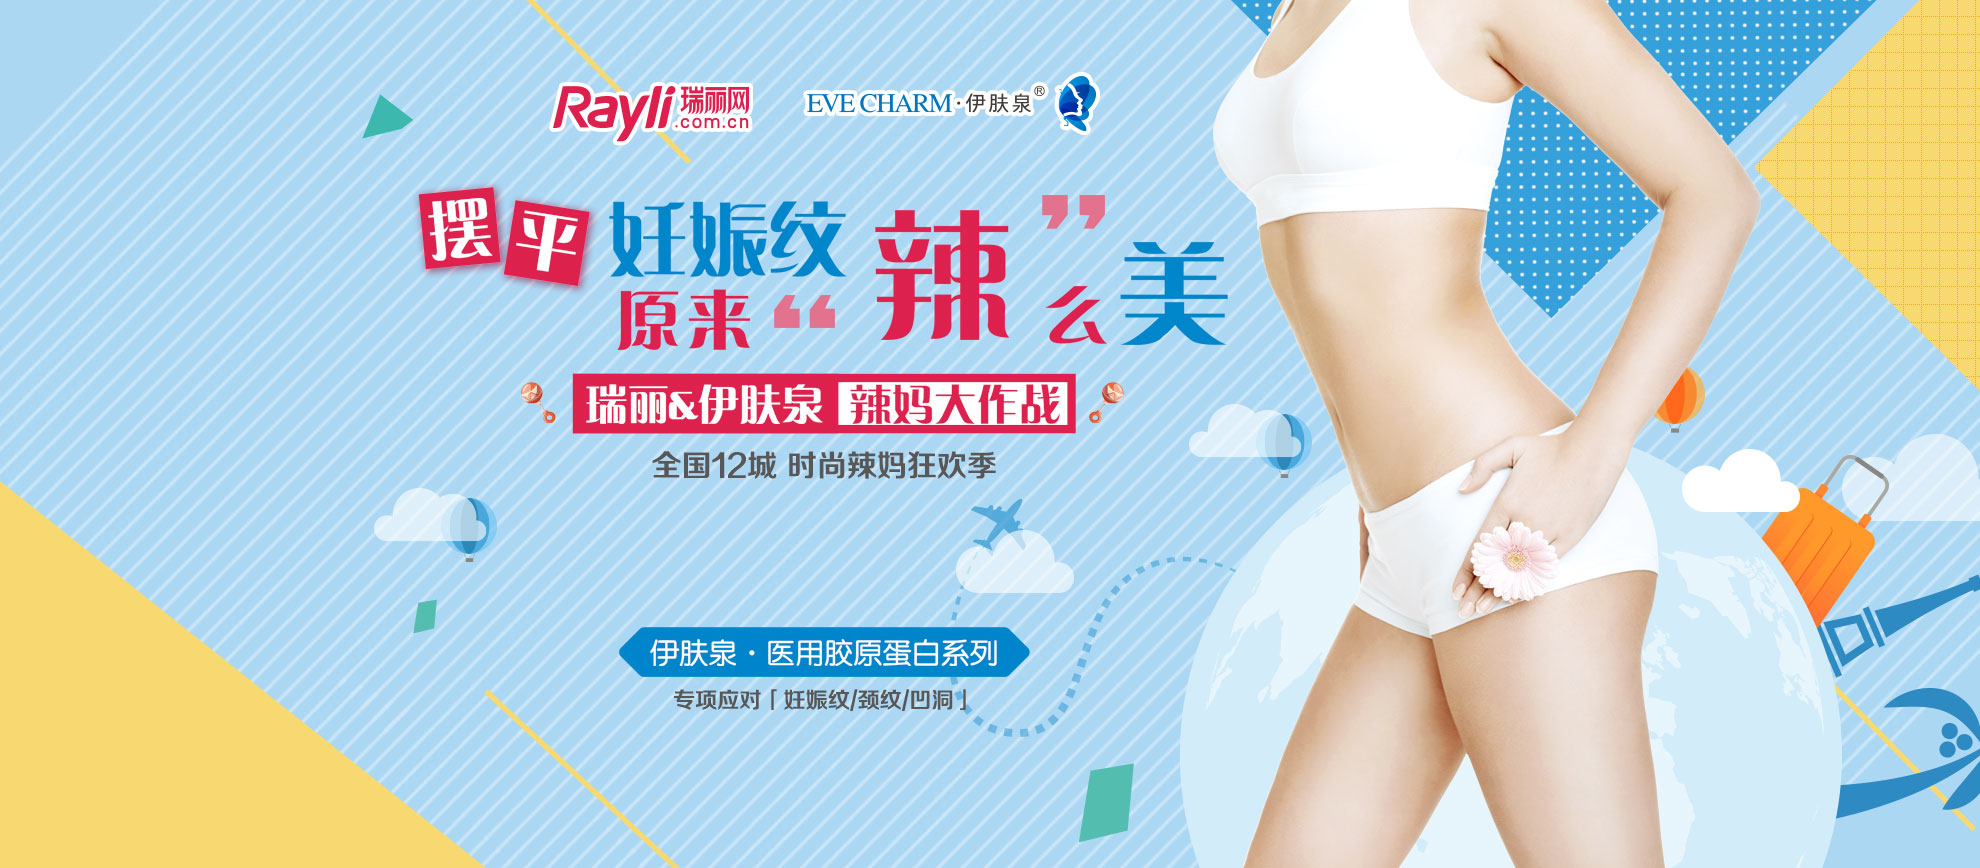 Rayli 瑞丽网 .com.cn
EVE CHARM·伊肤泉®
摆平妊娠纹
原来“辣”么美
瑞丽&伊肤泉 辣妈大作战
全国12城 时尚辣妈狂欢季
伊肤泉·医用胶原蛋白系列
专项应对「妊娠纹/颈纹/凹洞」